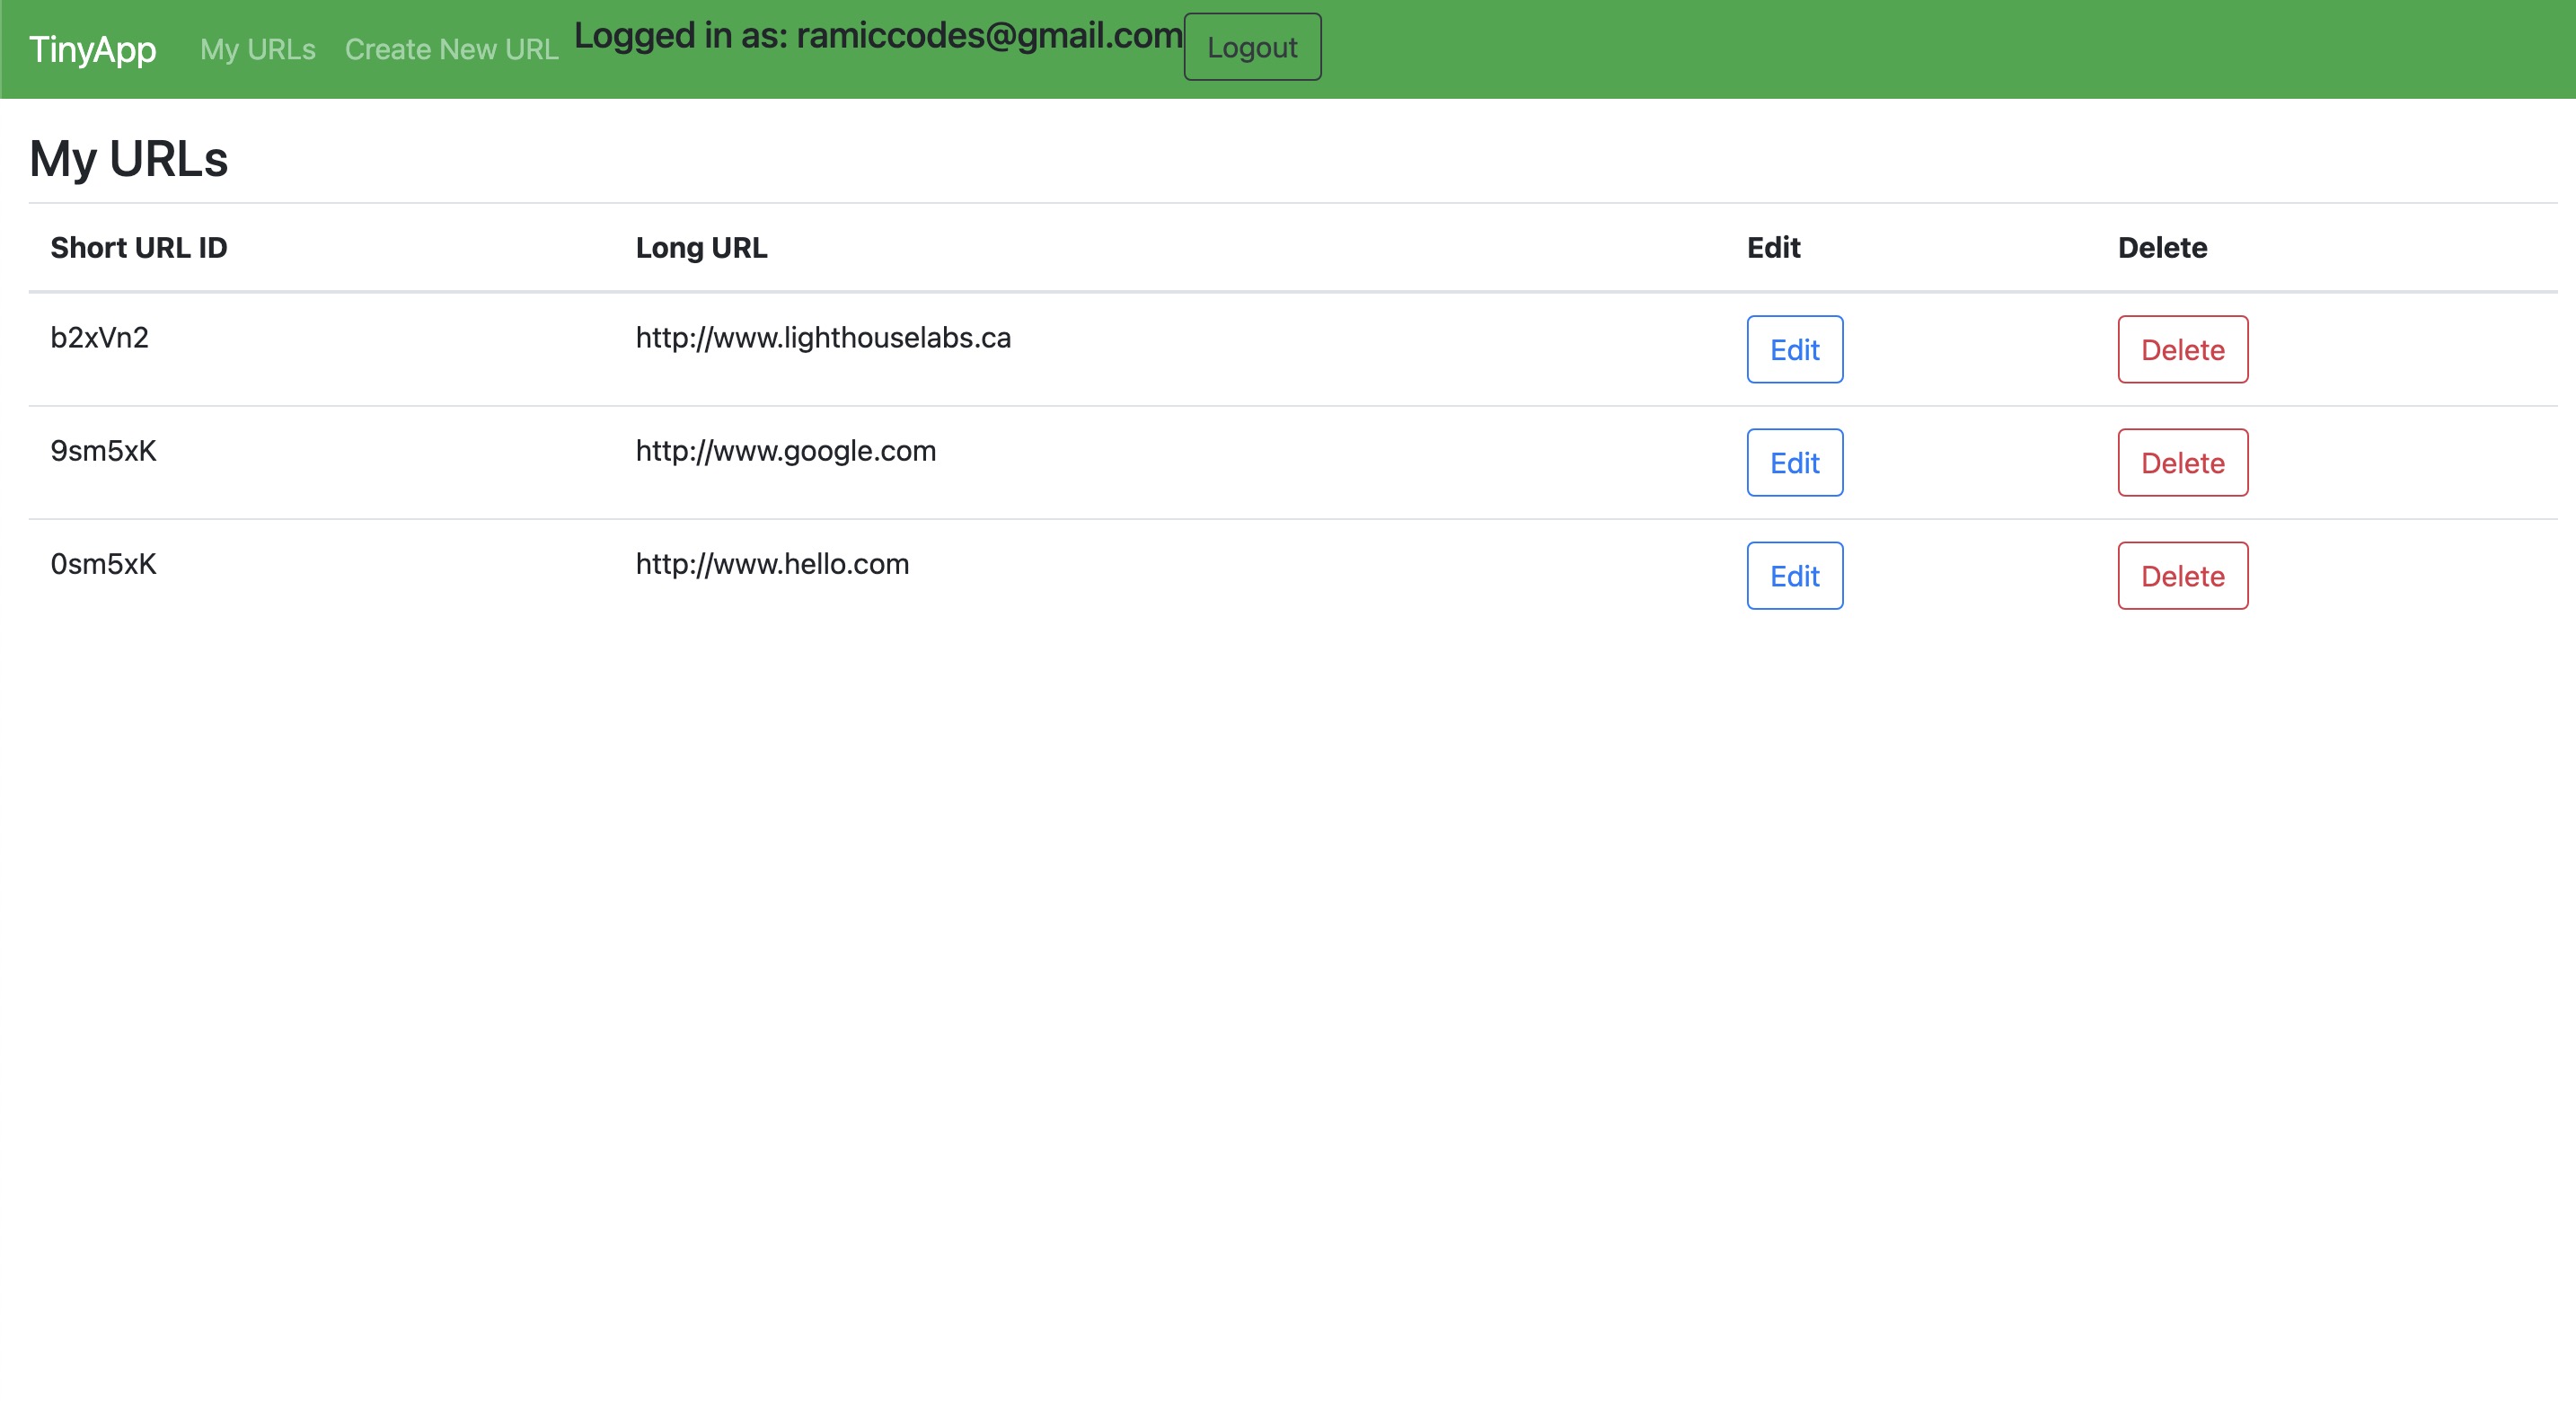 TinyApp My URLs Create New URL Logged in as: ramiccodes@gmail.com Logout
My URLs
Short URL ID Long URL Edit Delete
b2xVn2 http://www.lighthouselabs.ca Edit Delete
9sm5xK http://www.google.com Edit Delete
0sm5xK http://www.hello.com Edit Delete